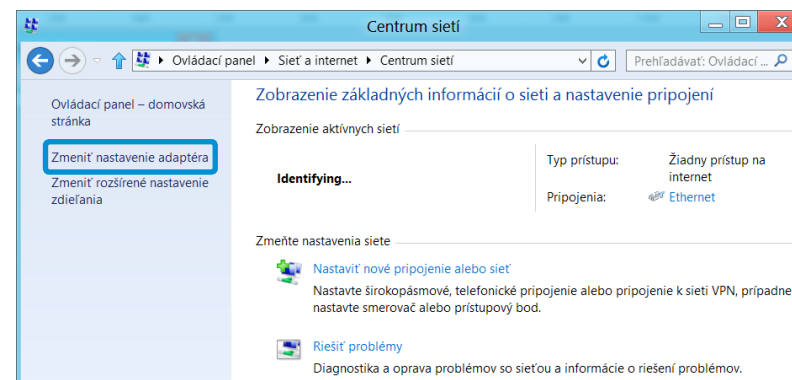 Centrum sietí
Ovládací panel ▸ Sieť a internet ▸ Centrum sietí
Prehľadávať: Ovládací ...
Ovládací panel – domovská
stránka
Zmeniť nastavenie adaptéra
Zmeniť rozšírené nastavenie
zdieľania
Zobrazenie základných informácií o sieti a nastavenie pripojení
Zobrazenie aktívnych sietí
Identifying...
Typ prístupu: Žiadny prístup na
internet
Pripojenia: Ethernet
Zmeňte nastavenia siete
Nastaviť nové pripojenie alebo sieť
Nastavte širokopásmové, telefonické pripojenie alebo pripojenie k sieti VPN, prípadne
nastavte smerovač alebo prístupový bod.
Riešiť problémy
Diagnostika a oprava problémov so sieťou a informácie o riešení problémov.